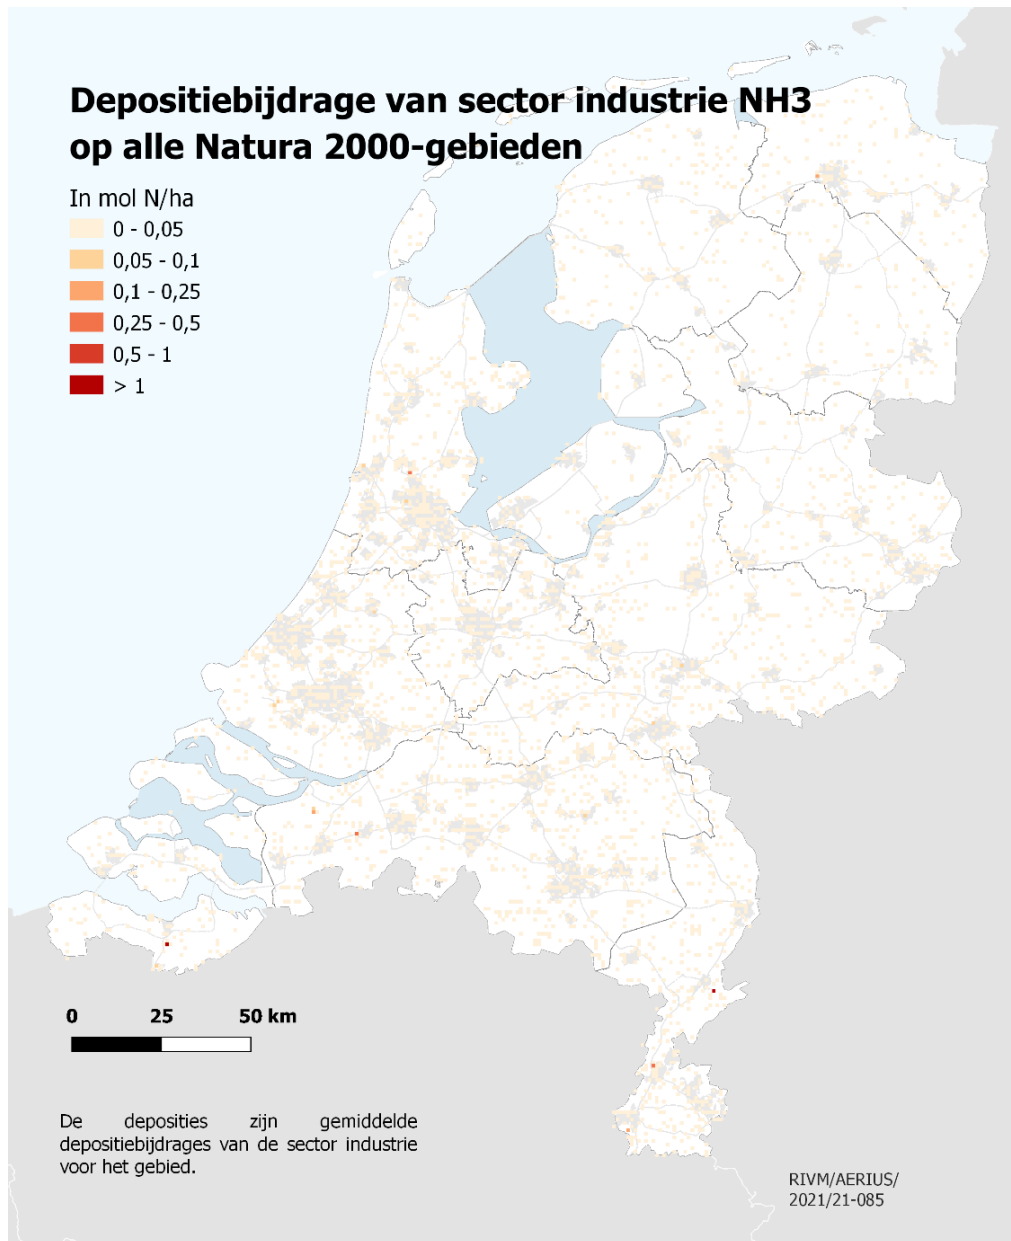 Depositiebijdrage van sector industrie NH3
op alle Natura 2000-gebieden
In mol N/ha
0 - 0,05
0,05 - 0,1
0,1 - 0,25
0,25 - 0,5
0,5 - 1
> 1
0 25 50 km
De deposities zijn gemiddelde
depositiebijdrages van de sector industrie
voor het gebied.
RIVM/AERIUS/
2021/21-085